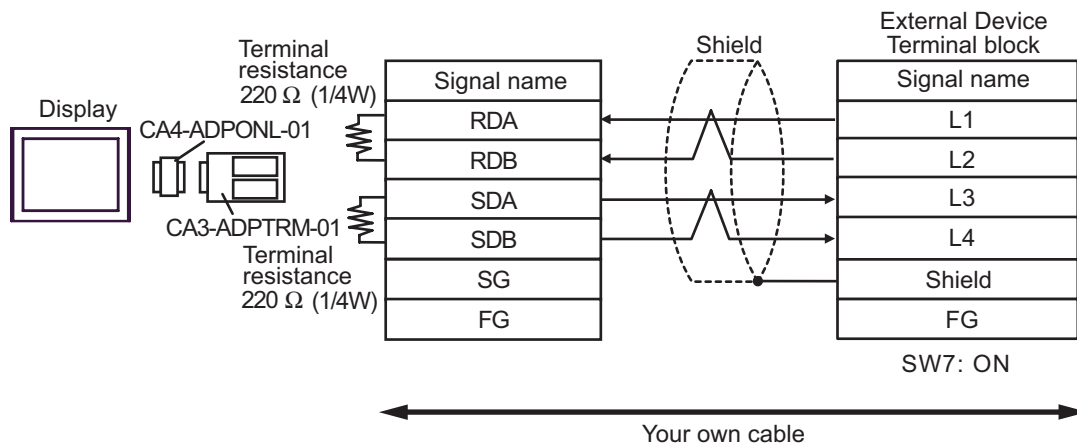 External Device
Terminal block
Shield
Terminal
resistance
220 Ω (1/4W)
Display
CA4-ADPONL-01
CA3-ADPTRM-01
Terminal
resistance
220 Ω (1/4W)
Signal name
RDA
RDB
SDA
SDB
SG
FG
Signal name
L1
L2
L3
L4
Shield
FG
SW7: ON
Your own cable